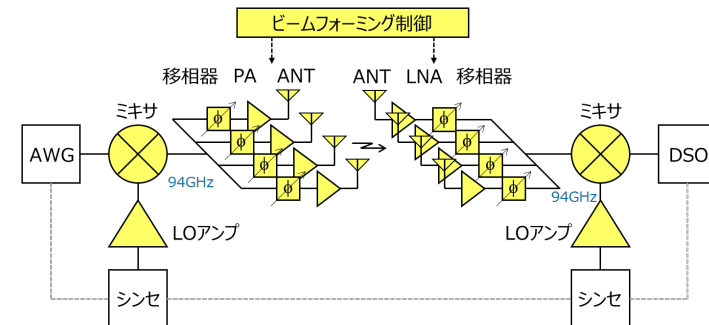 ビームフォーミング制御
移相器 PA ANT
ANT LNA 移相器
ミキサ
ミキサ
ϕ
ϕ
ϕ
ϕ
ϕ
ϕ
ϕ
ϕ
AWG
DSO
94GHz
94GHz
LOアンプ
LOアンプ
シンセ
シンセ